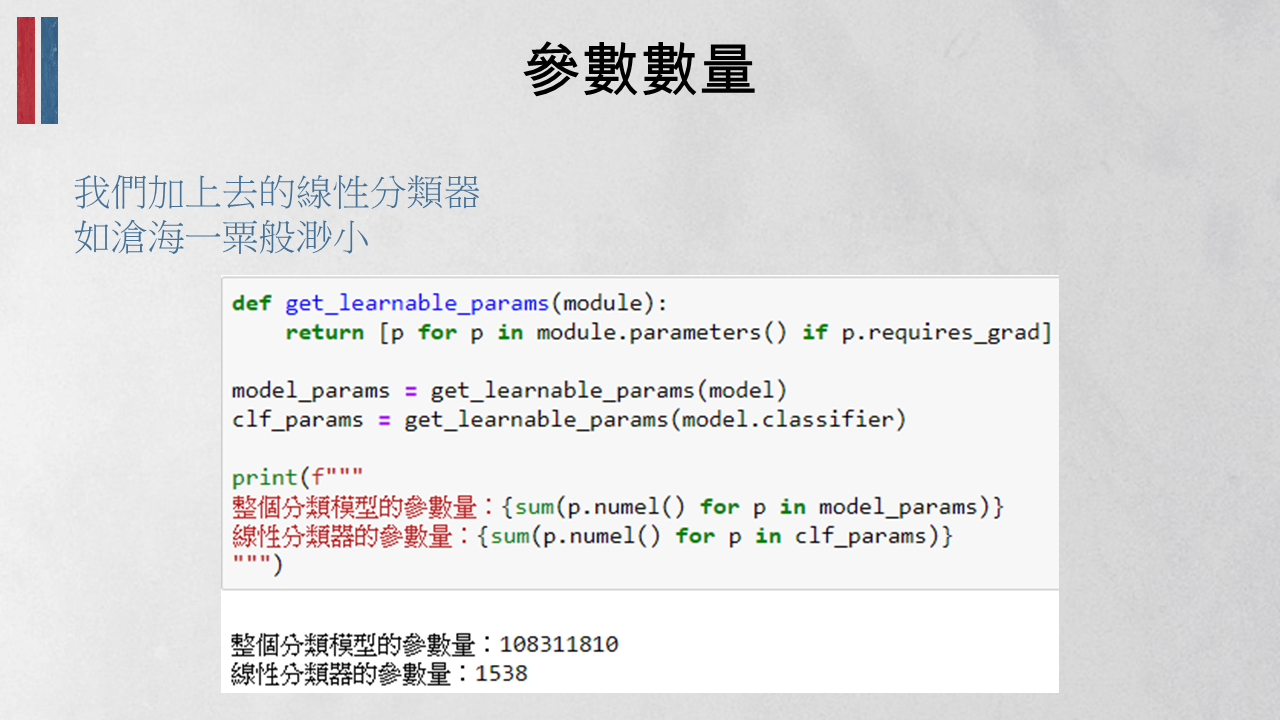 參數數量
我們加上去的線性分類器
如滄海一粟般渺小
def get_learnable_params(module):
    return [p for p in module.parameters() if p.requires_grad]
model_params = get_learnable_params(model)
clf_params = get_learnable_params(model.classifier)
print(f"""
整個分類模型的參數量：{sum(p.numel() for p in model_params)}
線性分類器的參數量：{sum(p.numel() for p in clf_params)}
""")
整個分類模型的參數量：108311810
線性分類器的參數量：1538